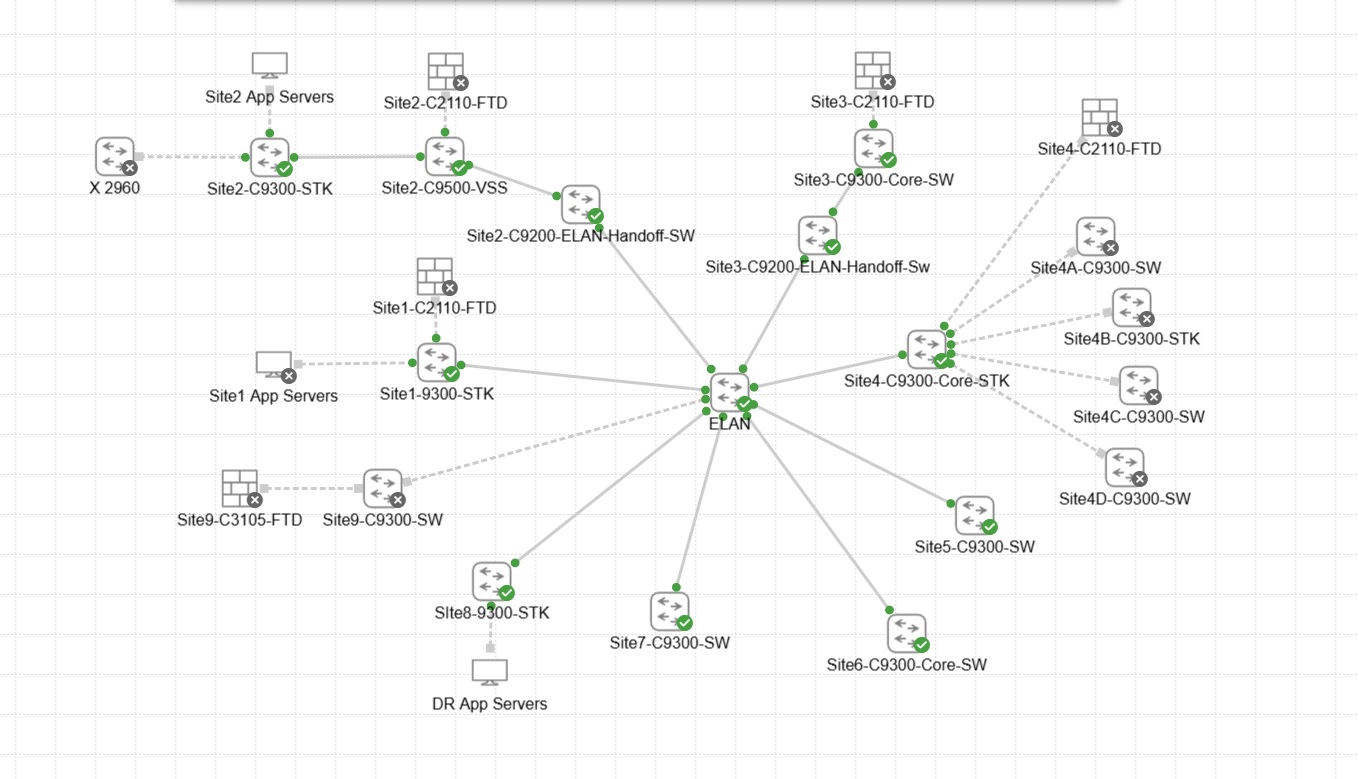 Site2 App Servers
Site2-C2110-FTD
Site3-C2110-FTD
Site4-C2110-FTD
X 2960
Site2-C9300-STK
Site2-C9500-VSS
Site3-C9300-Core-SW
Site2-C9200-ELAN-Handoff-SW
Site3-C9200-ELAN-Handoff-Sw
Site4A-C9300-SW
Site1-C2110-FTD
Site4B-C9300-STK
Site1 App Servers
Site1-9300-STK
Site4-C9300-Core-STK
ELAN
Site4C-C9300-SW
Site4D-C9300-SW
Site9-C3105-FTD
Site9-C9300-SW
Site5-C9300-SW
SIte8-9300-STK
Site7-C9300-SW
Site6-C9300-Core-SW
DR App Servers